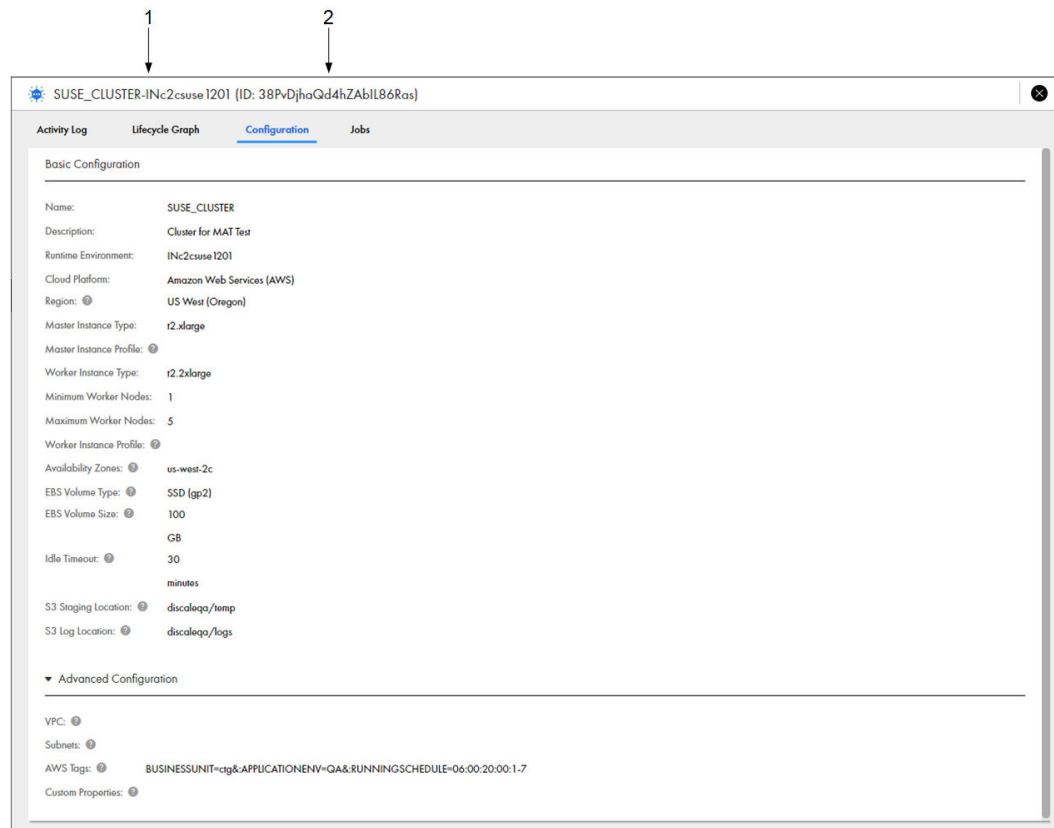 1 2
SUSE_CLUSTER-INc2csuse1201 (ID: 38PvDjhaQd4hZAbIL86Ras)
Activity Log Lifecycle Graph Configuration Jobs
Basic Configuration
Name: SUSE_CLUSTER
Description: Cluster for MAT Test
Runtime Environment: INc2csuse1201
Cloud Platform: Amazon Web Services (AWS)
Region: US West (Oregon)
Master Instance Type: t2.xlarge
Master Instance Profile:
Worker Instance Type: t2.2xlarge
Minimum Worker Nodes: 1
Maximum Worker Nodes: 5
Worker Instance Profile:
Availability Zones: us-west-2c
EBS Volume Type: SSD (gp2)
EBS Volume Size: 100
GB
Idle Timeout: 30
minutes
S3 Staging Location: discaleqa/temp
S3 Log Location: discaleqa/logs
Advanced Configuration
VPC:
Subnets:
AWS Tags: BUSINESSUNIT=ctg&:APPLICATIONENV=QA&:RUNNINGSCHEDULE=06:00:20:00:1-7
Custom Properties: